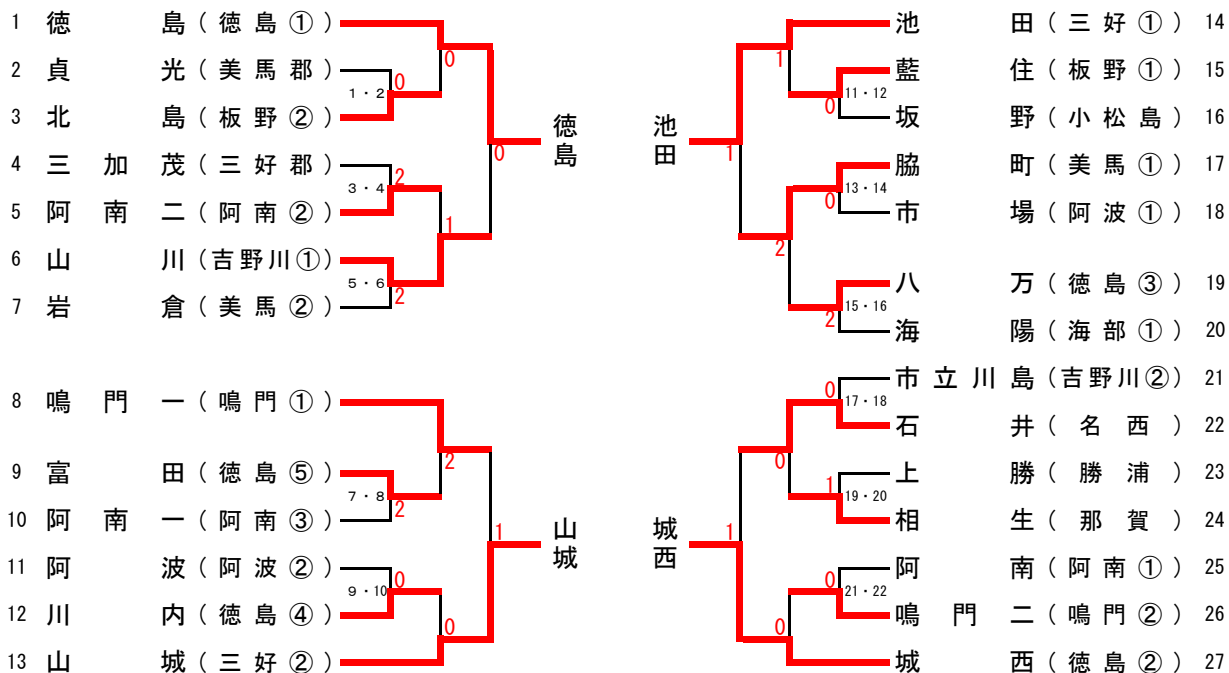 1 徳島(徳島①)
0
2 貞光(美馬郡)
1・2
0
3 北島(板野②)
徳島
0
4 三加茂(三好郡)
3・4
2
5 阿南二(阿南②)
1
6 山川(吉野川①)
5・6
2
7 岩倉(美馬②)
8 鳴門一(鳴門①)
2
9 富田(徳島⑤)
7・8
2
10 阿南一(阿南③)
山城
1
11 阿波(阿波②)
9・10
0
12 川内(徳島④)
0
13 山城(三好②)
池田(三好①) 14
1
藍住(板野①) 15
11・12
0
坂野(小松島) 16
池田
1
脇町(美馬①) 17
13・14
0
市場(阿波①) 18
2
八万(徳島③) 19
15・16
2
海陽(海部①) 20
市立川島(吉野川②) 21
0
17・18
石井(名西) 22
0
上勝(勝浦) 23
1
19・20
相生(那賀) 24
城西
1
阿南(阿南①) 25
0
21・22
鳴門二(鳴門②) 26
0
城西(徳島②) 27